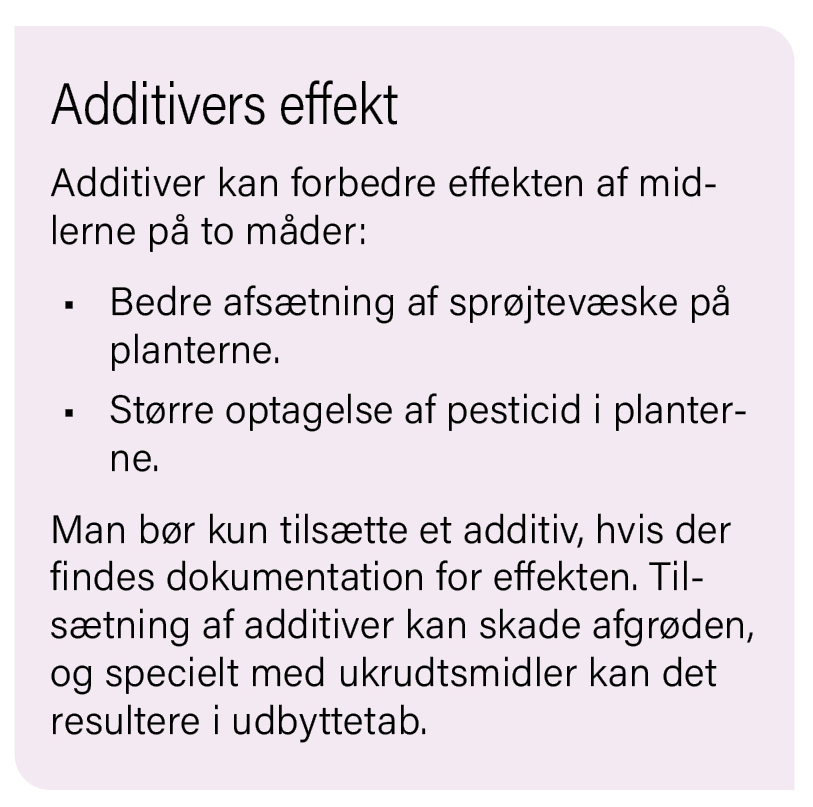 Additivers effekt
Additiver kan forbedre effekten af mid-
lerne på to måder:
▪ Bedre afsætning af sprøjtevæske på
planterne.
▪ Større optagelse af pesticid i planter-
ne.
Man bør kun tilsætte et additiv, hvis der
findes dokumentation for effekten. Til-
sætning af additiver kan skade afgrøden,
og specielt med ukrudtsmidler kan det
resultere i udbyttetab.